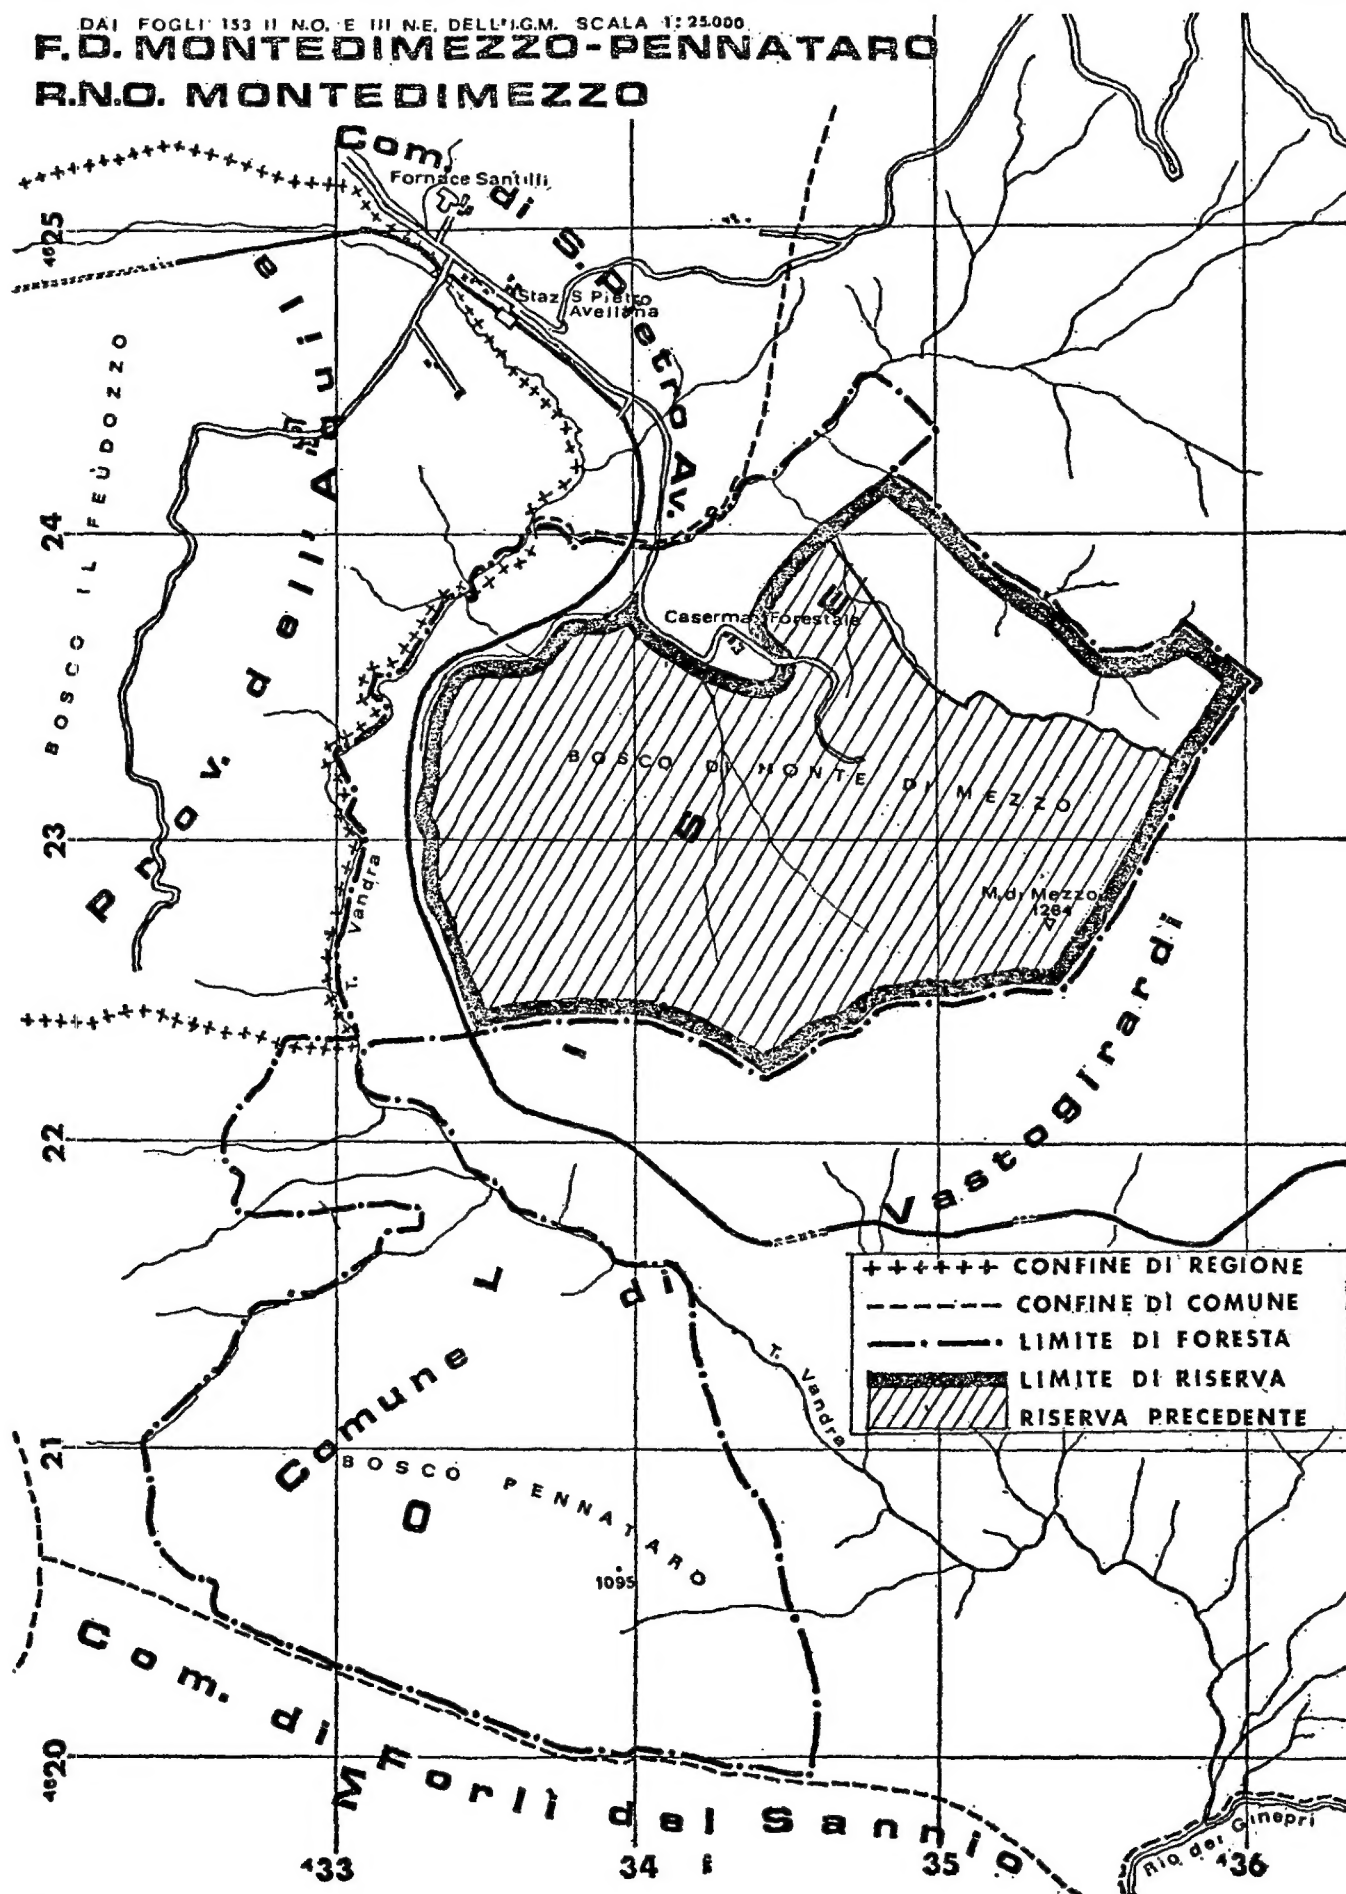 DAI FOGLI 153 II N.O. E III N.E. DELL'I.G.M. SCALA 1:25.000
F.D. MONTEDIMEZZO-PENNATARO
R.N.O. MONTEDIMEZZO
Com. di S. Pietro Av.
Fornace Santilli
4625
Staz. S Pietro
Avellana
BOSCO IL FEUDOZZO
Prov. dell'Aquila
24
Caserma Forestale
BOSCO DI MONTE DI MEZZO
23
T. Vandra
M. di Mezzo
1284
22
Comune di Vastogirardi
MOLISE
CONFINE DI REGIONE
CONFINE DI COMUNE
LIMITE DI FORESTA
LIMITE DI RISERVA
RISERVA PRECEDENTE
T. Vandra
21
BOSCO PENNATARO
1095
Com. di Forlì del Sannio
4620
Rio dei Ginepri
433
34
35
436